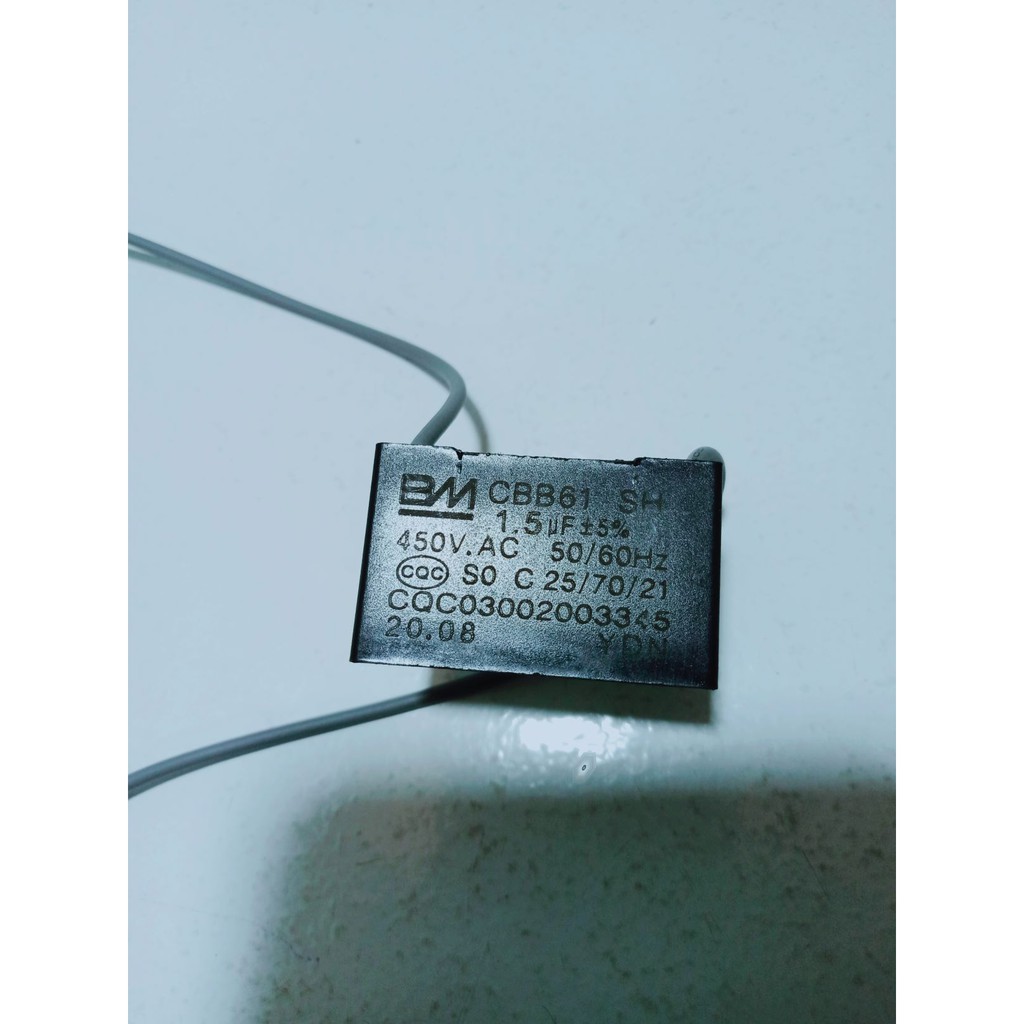 BM CBB61 SH
1.5µF±5%
450V.AC 50/60Hz
CQC S0 C 25/70/21
CQC03002003345
20.08 YDN